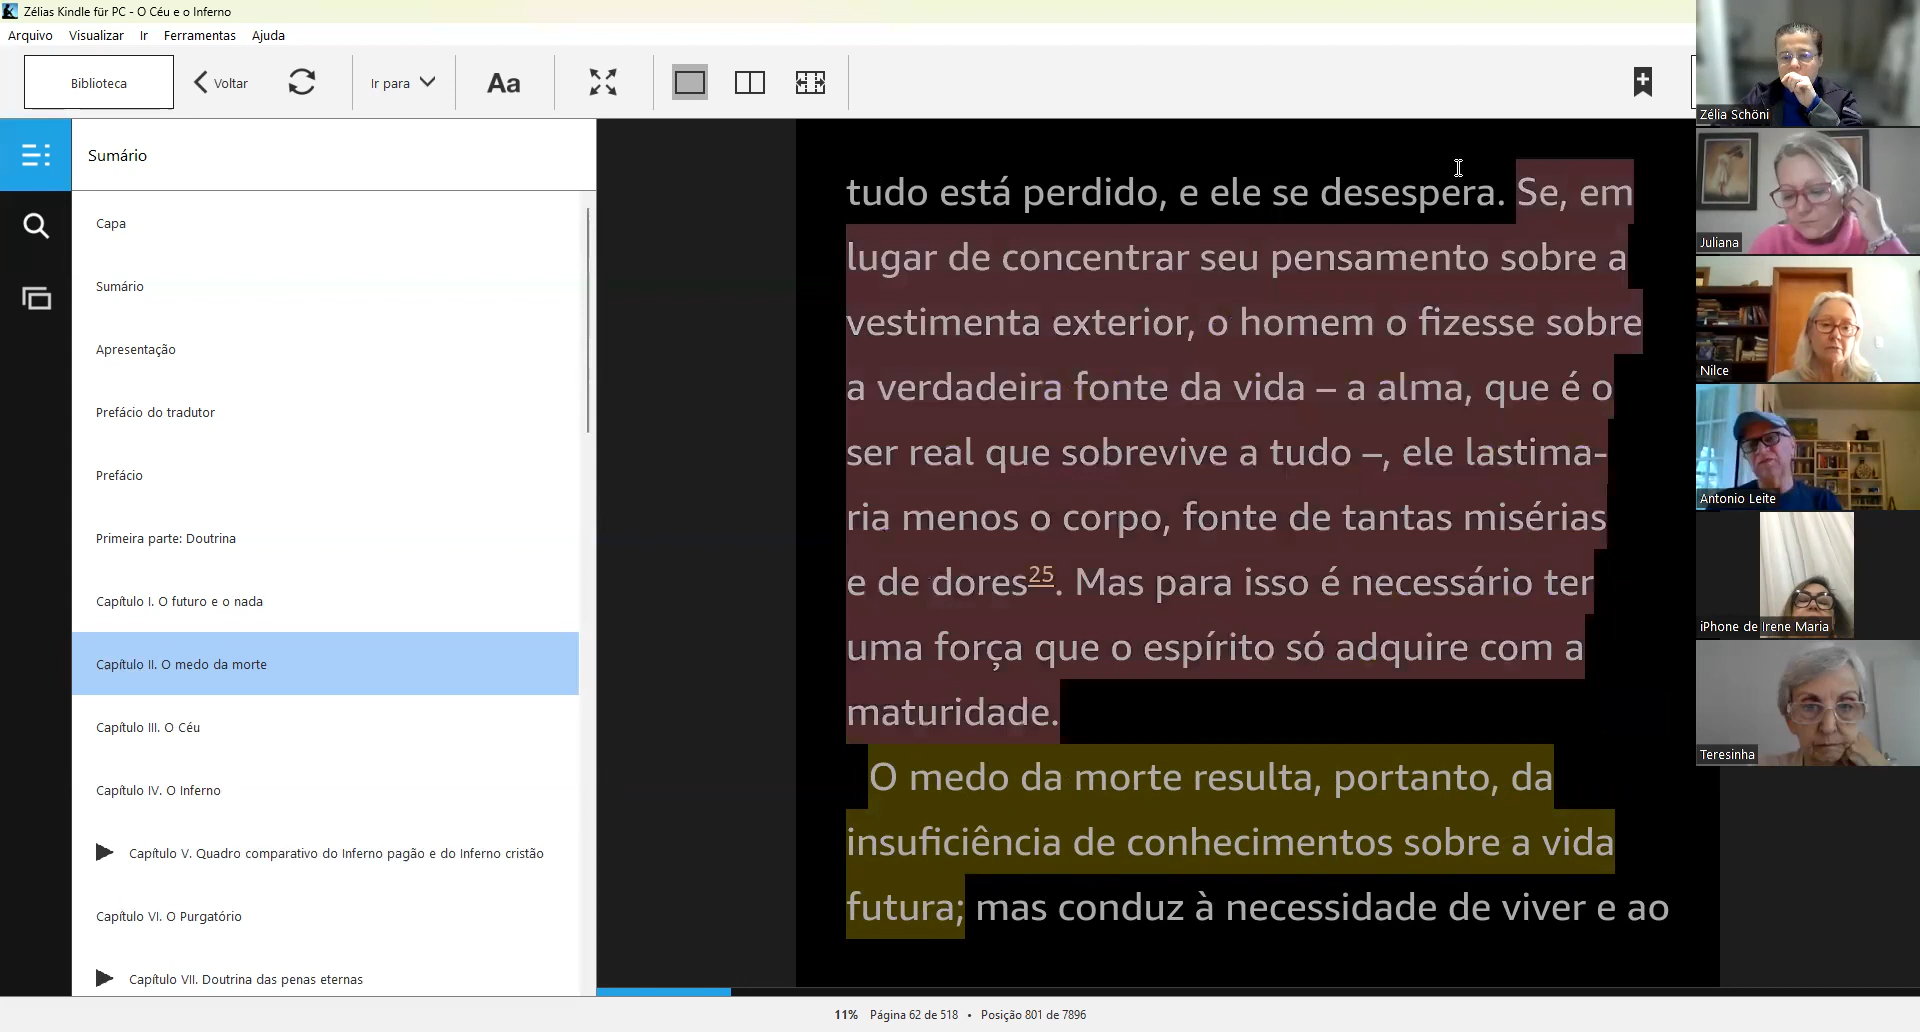 Zélias Kindle für PC - O Céu e o Inferno
Arquivo Visualizar Ir Ferramentas Ajuda
Biblioteca Voltar Ir para Aa
Sumário
Capa
Sumário
Apresentação
Prefácio do tradutor
Prefácio
Primeira parte: Doutrina
Capítulo I. O futuro e o nada
Capítulo II. O medo da morte
Capítulo III. O Céu
Capítulo IV. O Inferno
Capítulo V. Quadro comparativo do Inferno pagão e do Inferno cristão
Capítulo VI. O Purgatório
Capítulo VII. Doutrina das penas eternas
tudo está perdido, e ele se desespera. Se, em
lugar de concentrar seu pensamento sobre a
vestimenta exterior, o homem o fizesse sobre
a verdadeira fonte da vida – a alma, que é o
ser real que sobrevive a tudo –, ele lastima-
ria menos o corpo, fonte de tantas misérias
e de dores25. Mas para isso é necessário ter
uma força que o espírito só adquire com a
maturidade.
O medo da morte resulta, portanto, da
insuficiência de conhecimentos sobre a vida
futura; mas conduz à necessidade de viver e ao
11% Página 62 de 518 • Posição 801 de 7896
Zélia Schöni
Juliana
Nilce
Antonio Leite
iPhone de Irene Maria
Teresinha